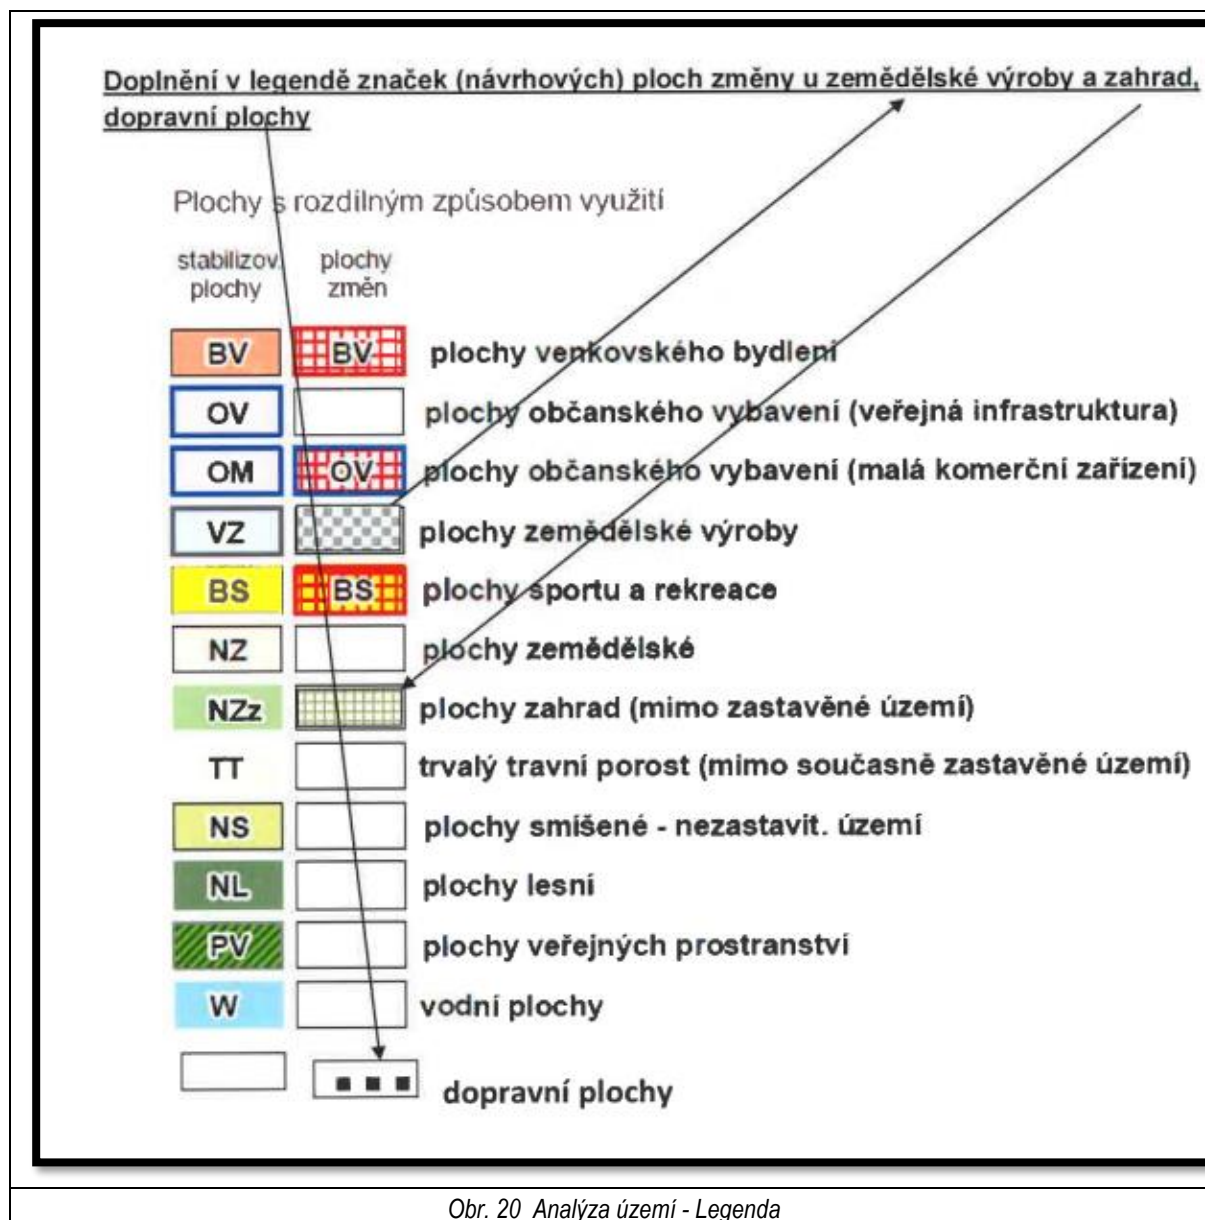 Doplnění v legendě značek (návrhových) ploch změny u zemědělské výroby a zahrad,
dopravní plochy
Plochy s rozdílným způsobem využití
stabilizov. plochy
plochy změn
BV BV plochy venkovského bydlení
OV plochy občanského vybavení (veřejná infrastruktura)
OM OV plochy občanského vybavení (malá komerční zařízení)
VZ plochy zemědělské výroby
BS BS plochy sportu a rekreace
NZ plochy zemědělské
NZz plochy zahrad (mimo zastavěné území)
TT trvalý travní porost (mimo současně zastavěné území)
NS plochy smíšené - nezastavit. území
NL plochy lesní
PV plochy veřejných prostranství
W vodní plochy
dopravní plochy
Obr. 20 Analýza území - Legenda